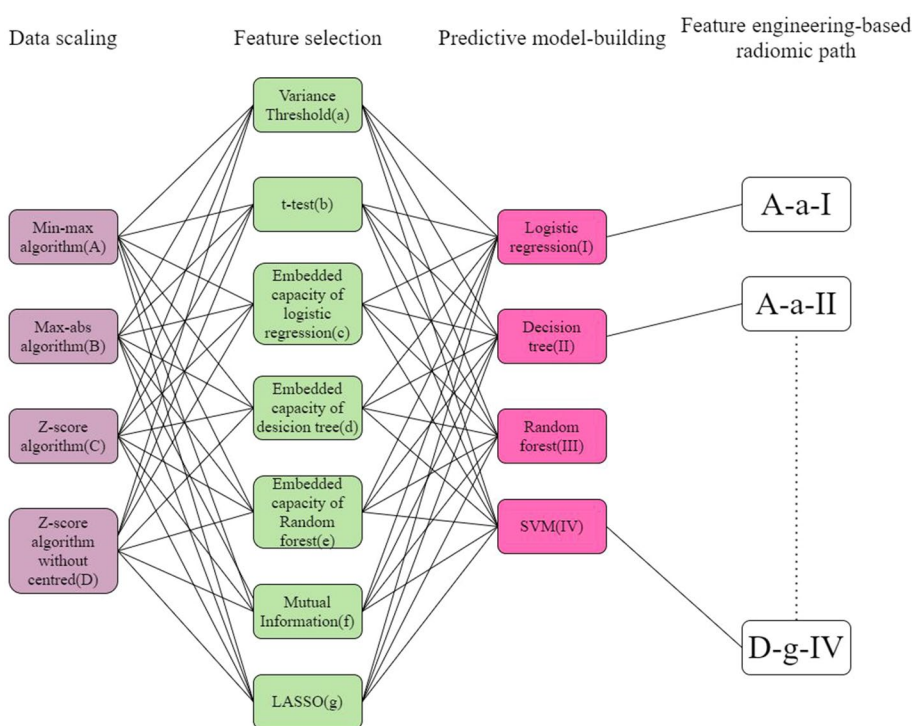 Data scaling
Feature selection
Predictive model-building
Feature engineering-based
radiomic path
Min-max
algorithm(A)
Max-abs
algorithm(B)
Z-score
algorithm(C)
Z-score
algorithm
without
centred(D)
Variance
Threshold(a)
t-test(b)
Embedded
capacity of
logistic
regression(c)
Embedded
capacity of
desicion tree(d)
Embedded
capacity of
Random
forest(e)
Mutual
Information(f)
LASSO(g)
Logistic
regression(I)
Decision
tree(II)
Random
forest(III)
SVM(IV)
A-a-I
A-a-II
D-g-IV